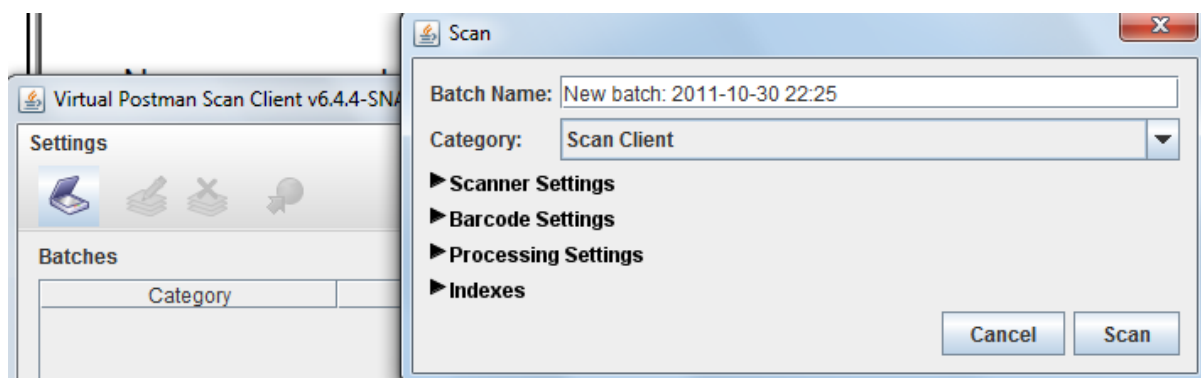 Virtual Postman Scan Client v6.4.4-SNA
Settings
Batches
Category
Scan
Batch Name: New batch: 2011-10-30 22:25
Category: Scan Client
Scanner Settings
Barcode Settings
Processing Settings
Indexes
Cancel Scan